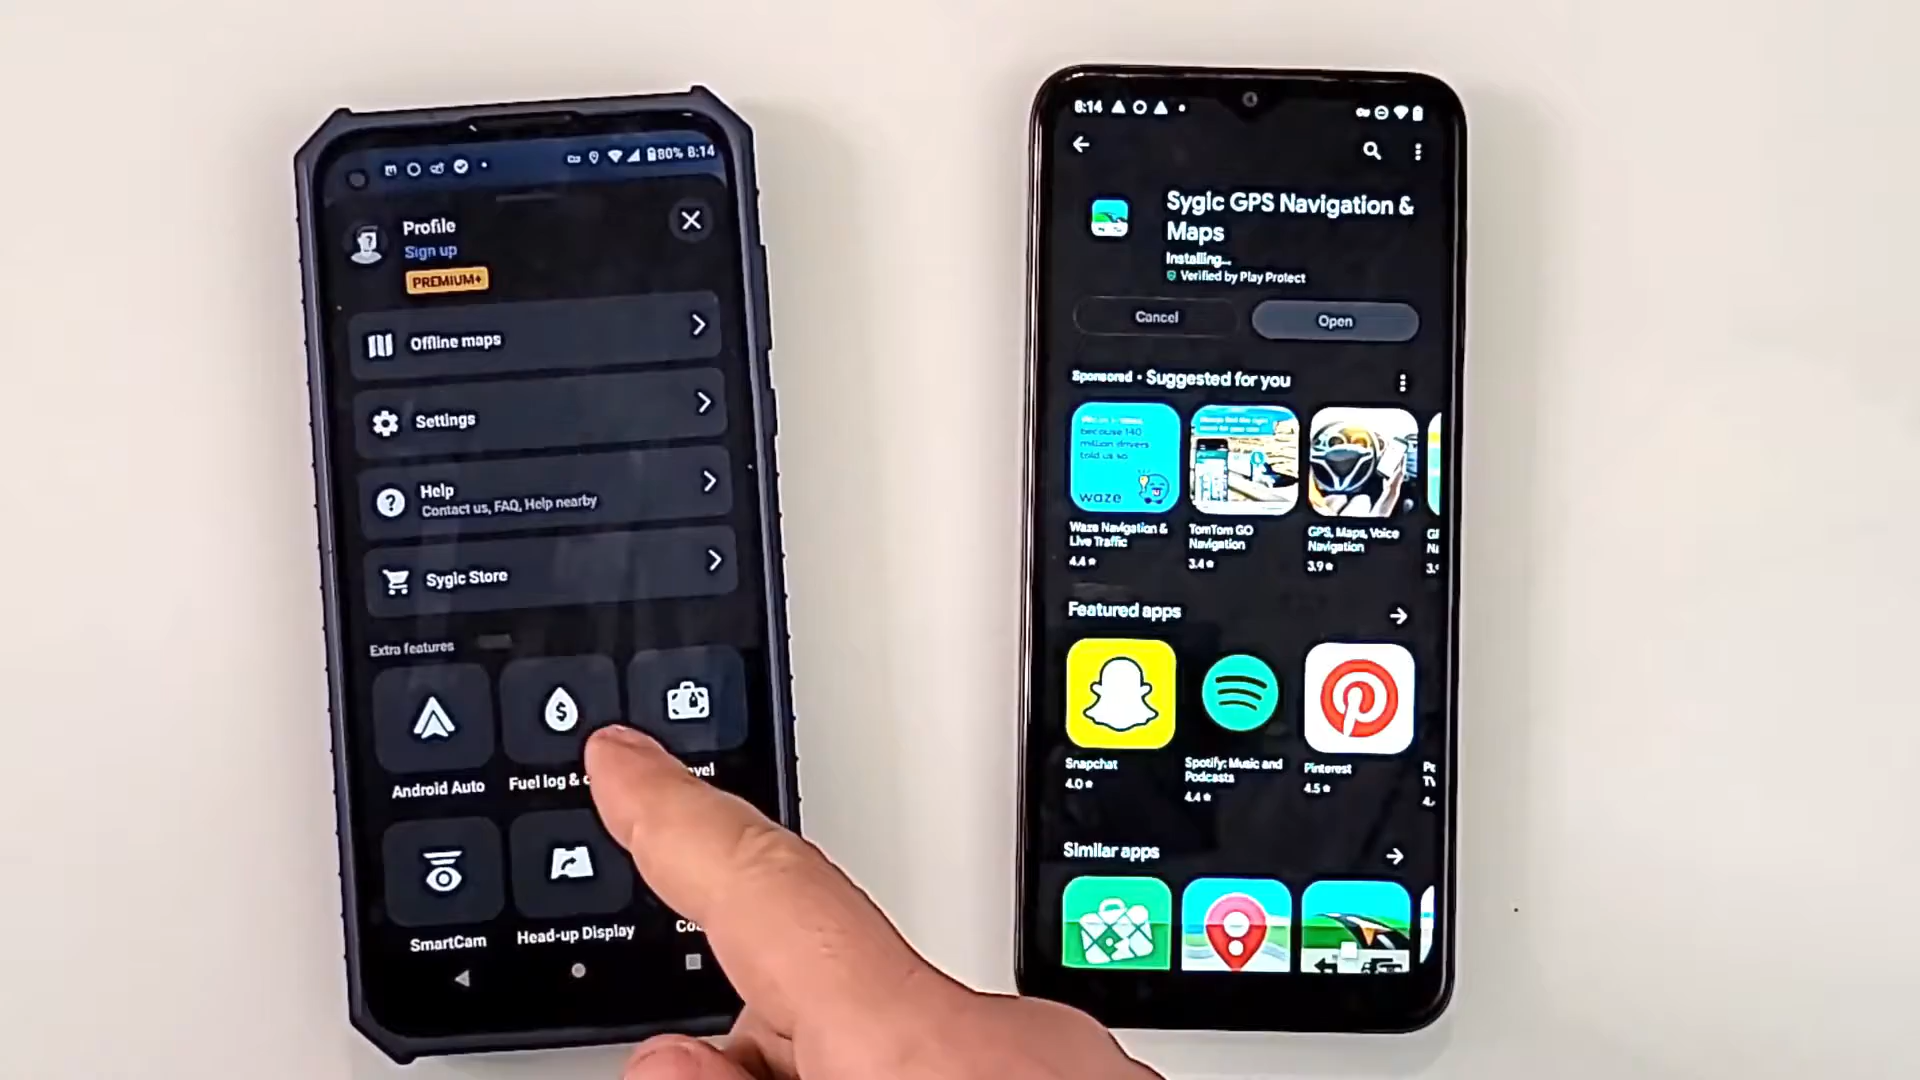 80% 8:14
Profile
Sign up
PREMIUM+
Offline maps
Settings
Help
Contact us, FAQ, Help nearby
Sygic Store
Extra features
Android Auto
Fuel log &
SmartCam
Head-up Display
8:14
Sygic GPS Navigation &
Maps
Installing...
Verified by Play Protect
Cancel
Open
Sponsored • Suggested for you
because 140
million drivers
told us so
waze
Waze Navigation &
Live Traffic
4.4
TomTom GO
Navigation
3.4
GPS, Maps, Voice
Navigation
3.9
Featured apps
Snapchat
4.0
Spotify: Music and
Podcasts
4.4
Pinterest
4.5
Similar apps